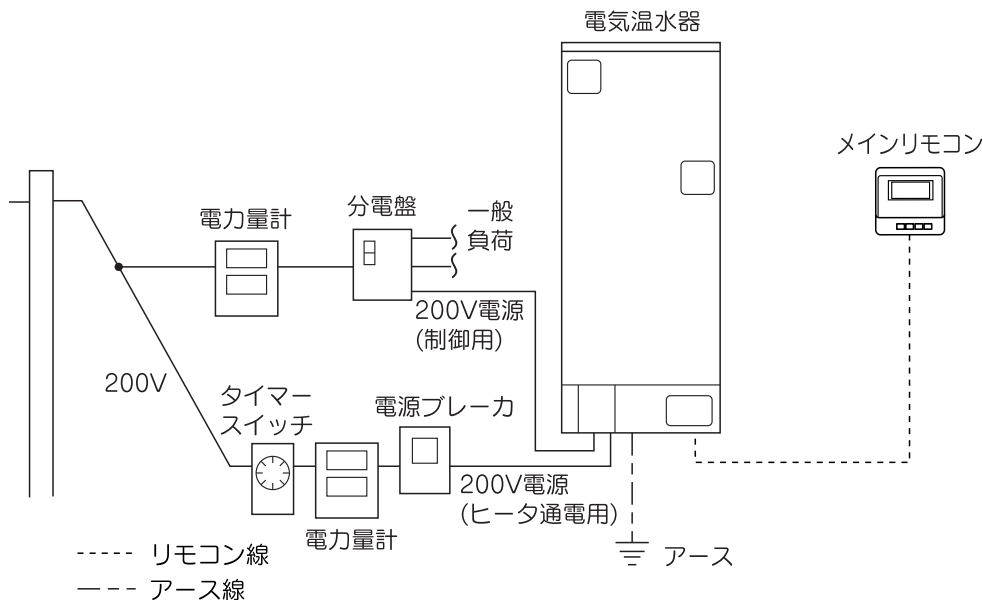 電気温水器
メインリモコン
電力量計
分電盤
一般
負荷
200V電源
(制御用)
200V
タイマー
スイッチ
電源ブレーカ
200V電源
(ヒータ通電用)
電力量計
アース
リモコン線
アース線